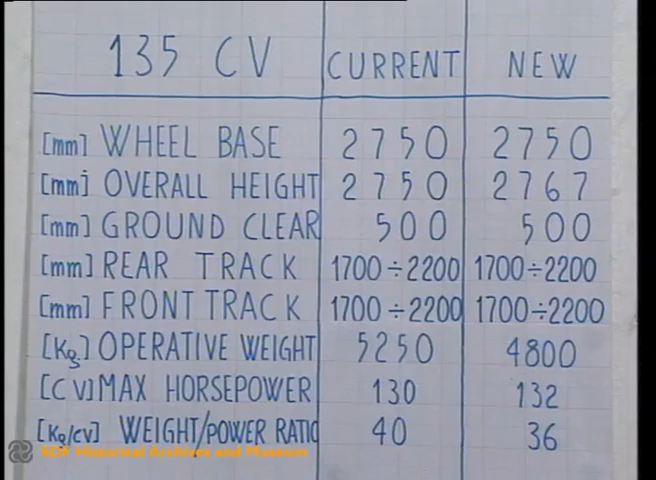 135 CV CURRENT NEW
[mm] WHEEL BASE 2750 2750
[mm] OVERALL HEIGHT 2750 2767
[mm] GROUND CLEAR 500 500
[mm] REAR TRACK 1700÷2200 1700÷2200
[mm] FRONT TRACK 1700÷2200 1700÷2200
[Kg] OPERATIVE WEIGHT 5250 4800
[CV] MAX HORSEPOWER 130 132
[Kg/cv] WEIGHT/POWER RATIO 40 36
SDF Historical Archives and Museum